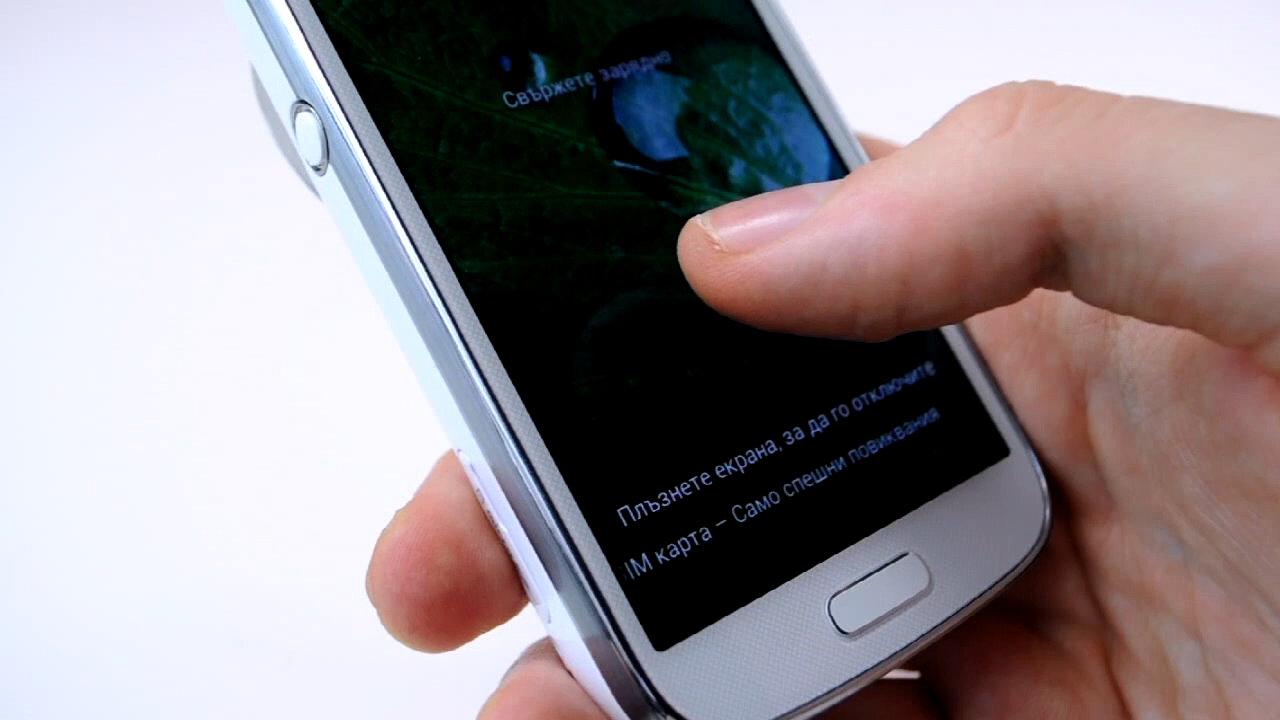 Свържете зарядно
Плъзнете екрана, за да го отключите
IM карта – Само спешни повиквания